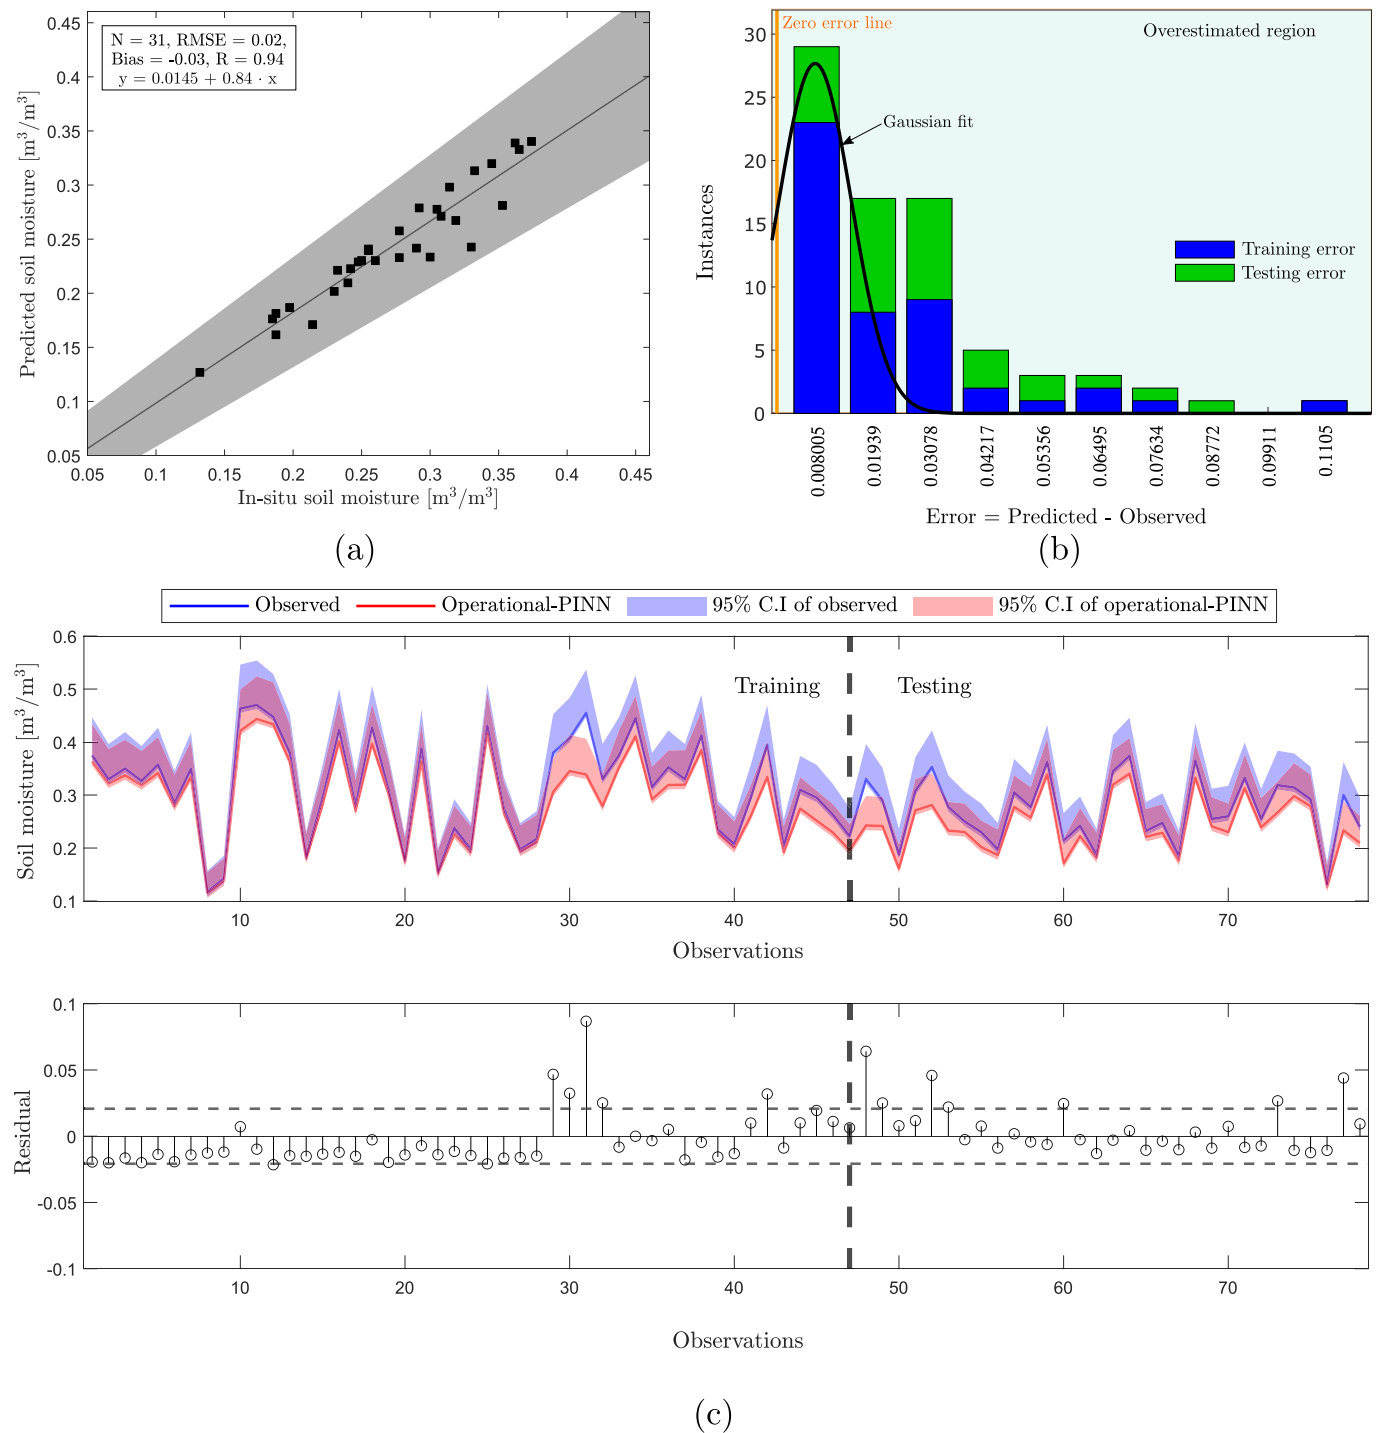 N = 31, RMSE = 0.02,
Bias = -0.03, R = 0.94
y = 0.0145 + 0.84 · x
0.45
0.4
0.35
0.3
0.25
0.2
0.15
0.1
0.05
Predicted soil moisture [m³/m³]
0.05 0.1 0.15 0.2 0.25 0.3 0.35 0.4 0.45
In-situ soil moisture [m³/m³]
(a)
Zero error line
Overestimated region
Gaussian fit
Training error
Testing error
30
25
20
15
10
5
0
Instances
0.008005 0.01939 0.03078 0.04217 0.05356 0.06495 0.07634 0.08772 0.09911 0.1105
Error = Predicted - Observed
(b)
Observed Operational-PINN 95% C.I of observed 95% C.I of operational-PINN
0.6
0.5
0.4
0.3
0.2
0.1
Soil moisture [m³/m³]
Training Testing
10 20 30 40 50 60 70
Observations
0.1
0.05
0
-0.05
-0.1
Residual
10 20 30 40 50 60 70
Observations
(c)